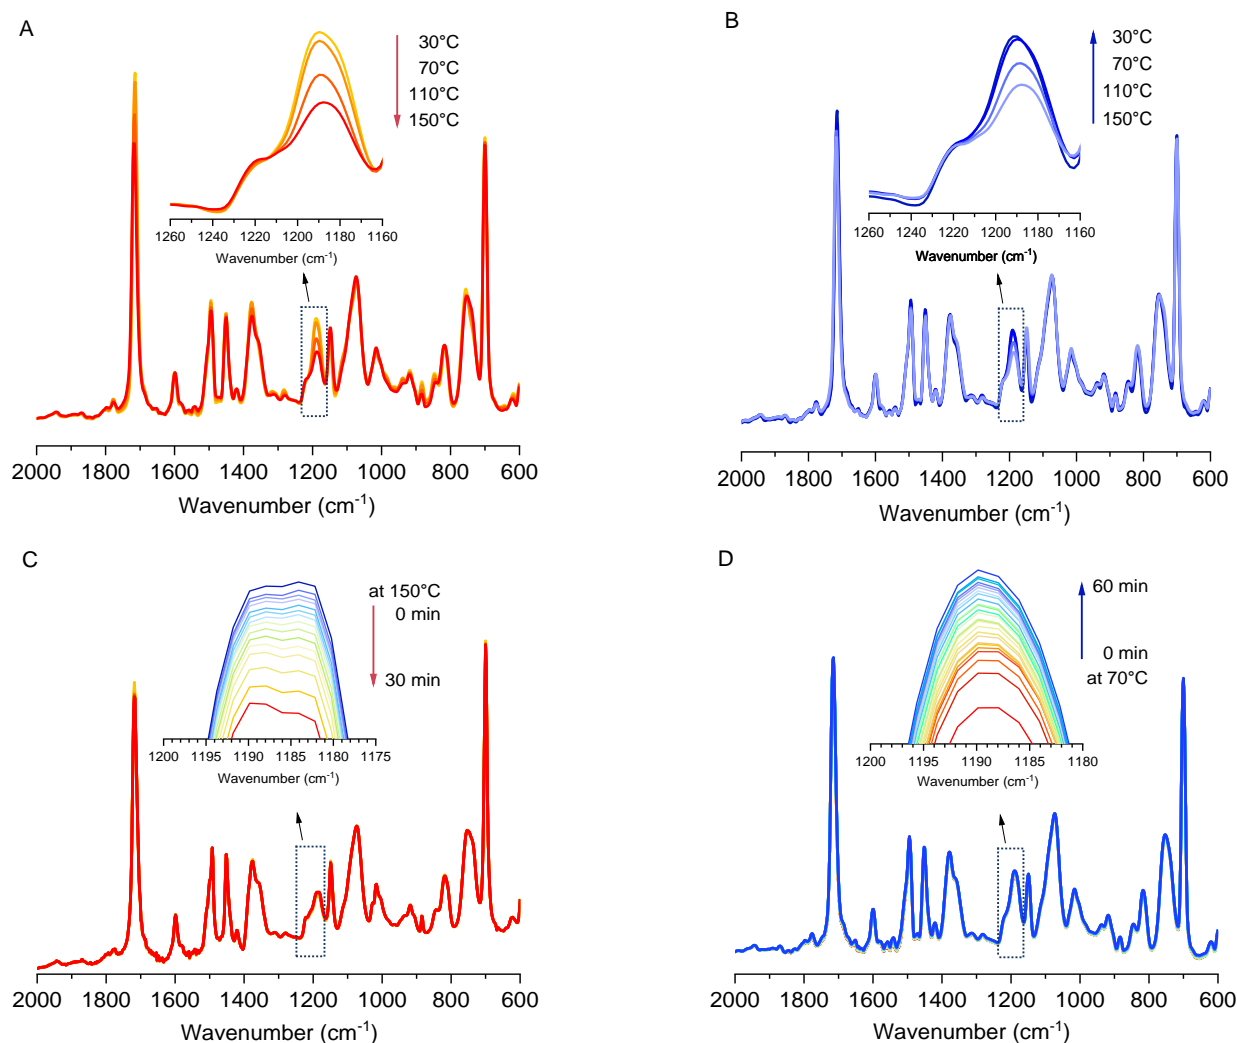 A
30°C
70°C
110°C
150°C
1260 1240 1220 1200 1180 1160
Wavenumber (cm-1)
2000 1800 1600 1400 1200 1000 800 600
Wavenumber (cm-1)
B
30°C
70°C
110°C
150°C
1260 1240 1220 1200 1180 1160
Wavenumber (cm-1)
2000 1800 1600 1400 1200 1000 800 600
Wavenumber (cm-1)
C
at 150°C
0 min
30 min
1200 1195 1190 1185 1180 1175
Wavenumber (cm-1)
2000 1800 1600 1400 1200 1000 800 600
Wavenumber (cm-1)
D
60 min
0 min
at 70°C
1200 1195 1190 1185 1180
Wavenumber (cm-1)
2000 1800 1600 1400 1200 1000 800 600
Wavenumber (cm-1)